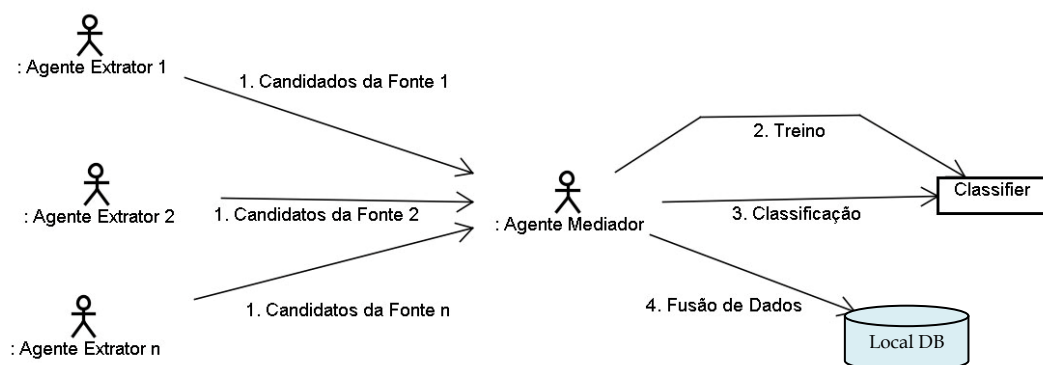 : Agente Extrator 1
1. Candidados da Fonte 1
2. Treino
Classifier
: Agente Extrator 2
1. Candidatos da Fonte 2
: Agente Mediador
3. Classificação
: Agente Extrator n
1. Candidatos da Fonte n
4. Fusão de Dados
Local DB